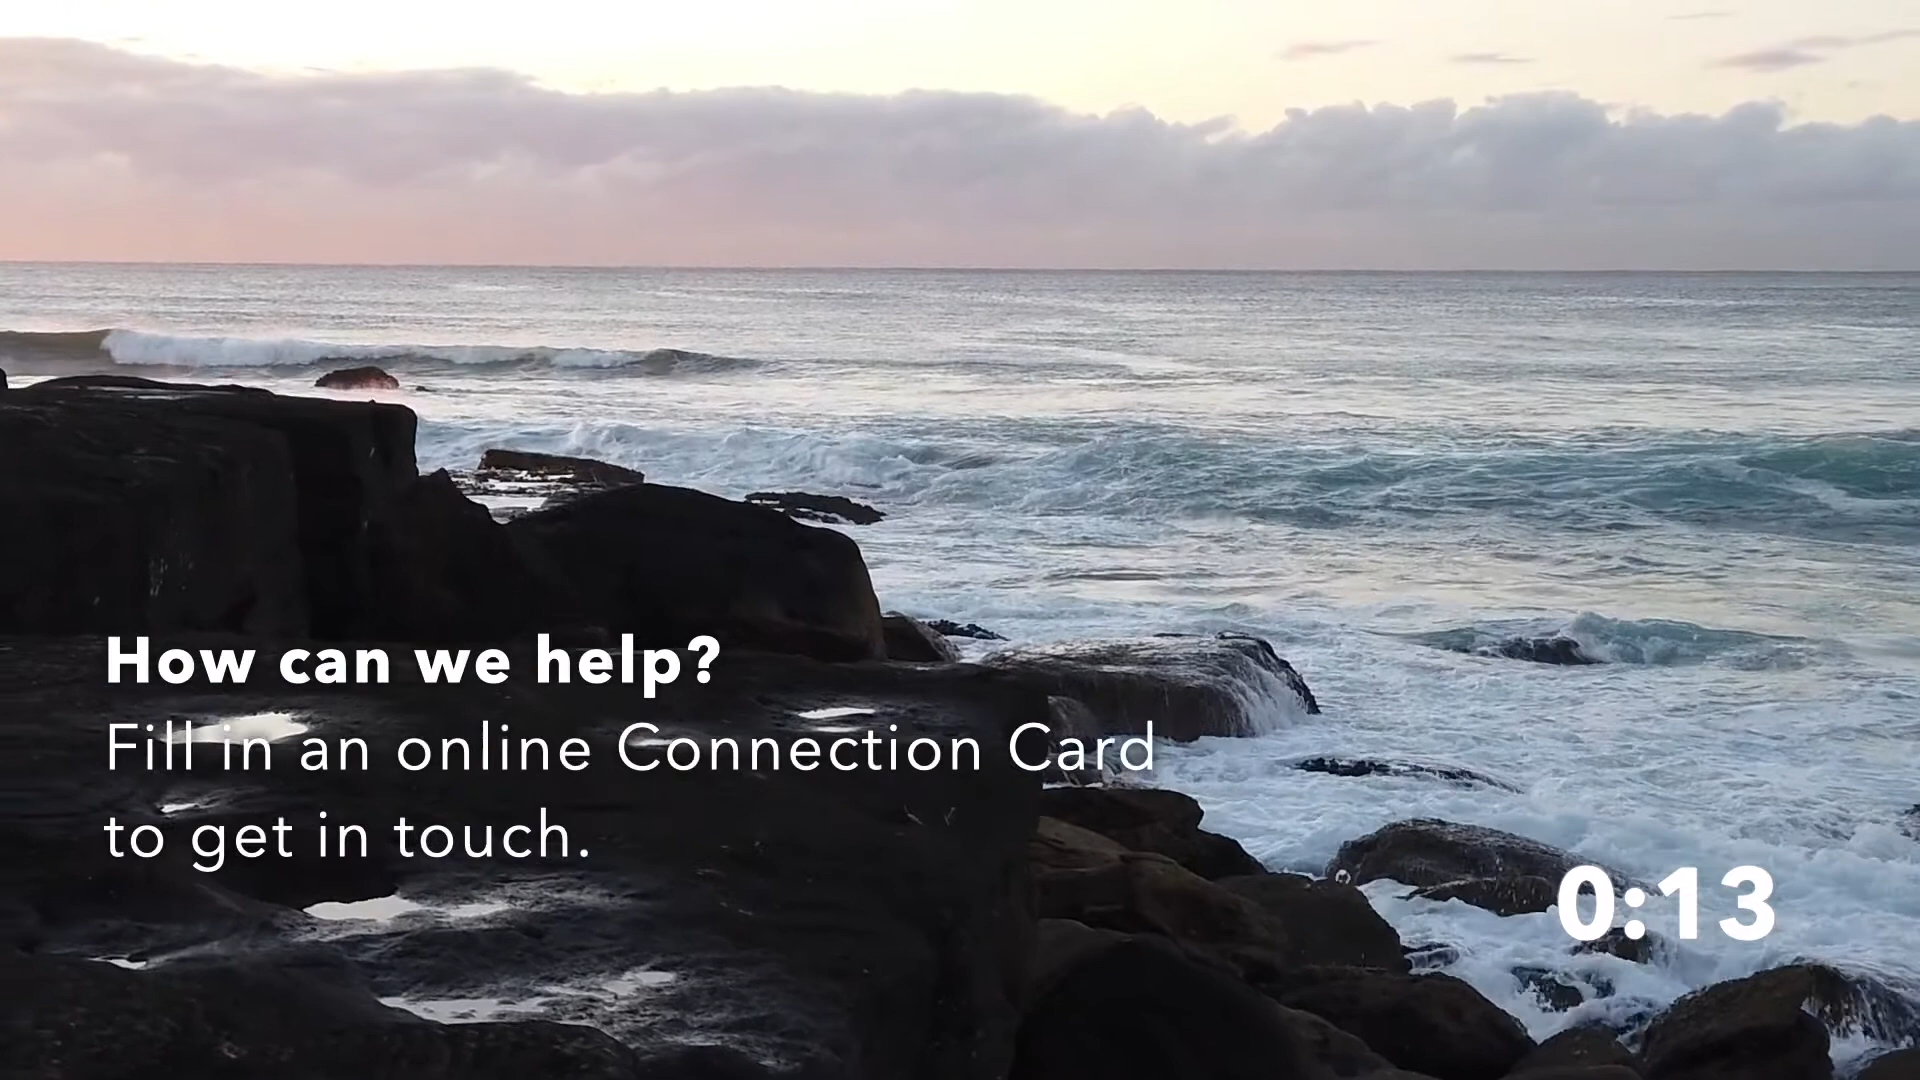 How can we help?
Fill in an online Connection Card
to get in touch.
0:13